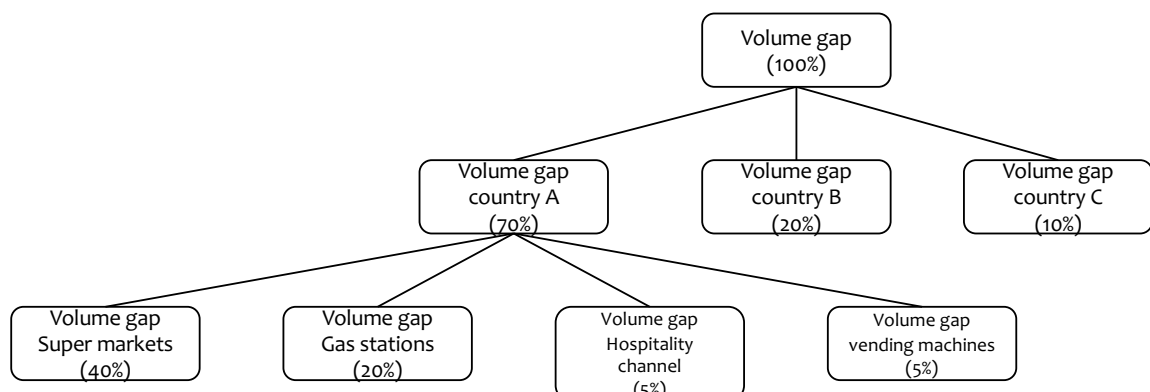 Volume gap
(100%)
Volume gap
country A
(70%)
Volume gap
country B
(20%)
Volume gap
country C
(10%)
Volume gap
Super markets
(40%)
Volume gap
Gas stations
(20%)
Volume gap
Hospitality
channel
(5%)
Volume gap
vending machines
(5%)